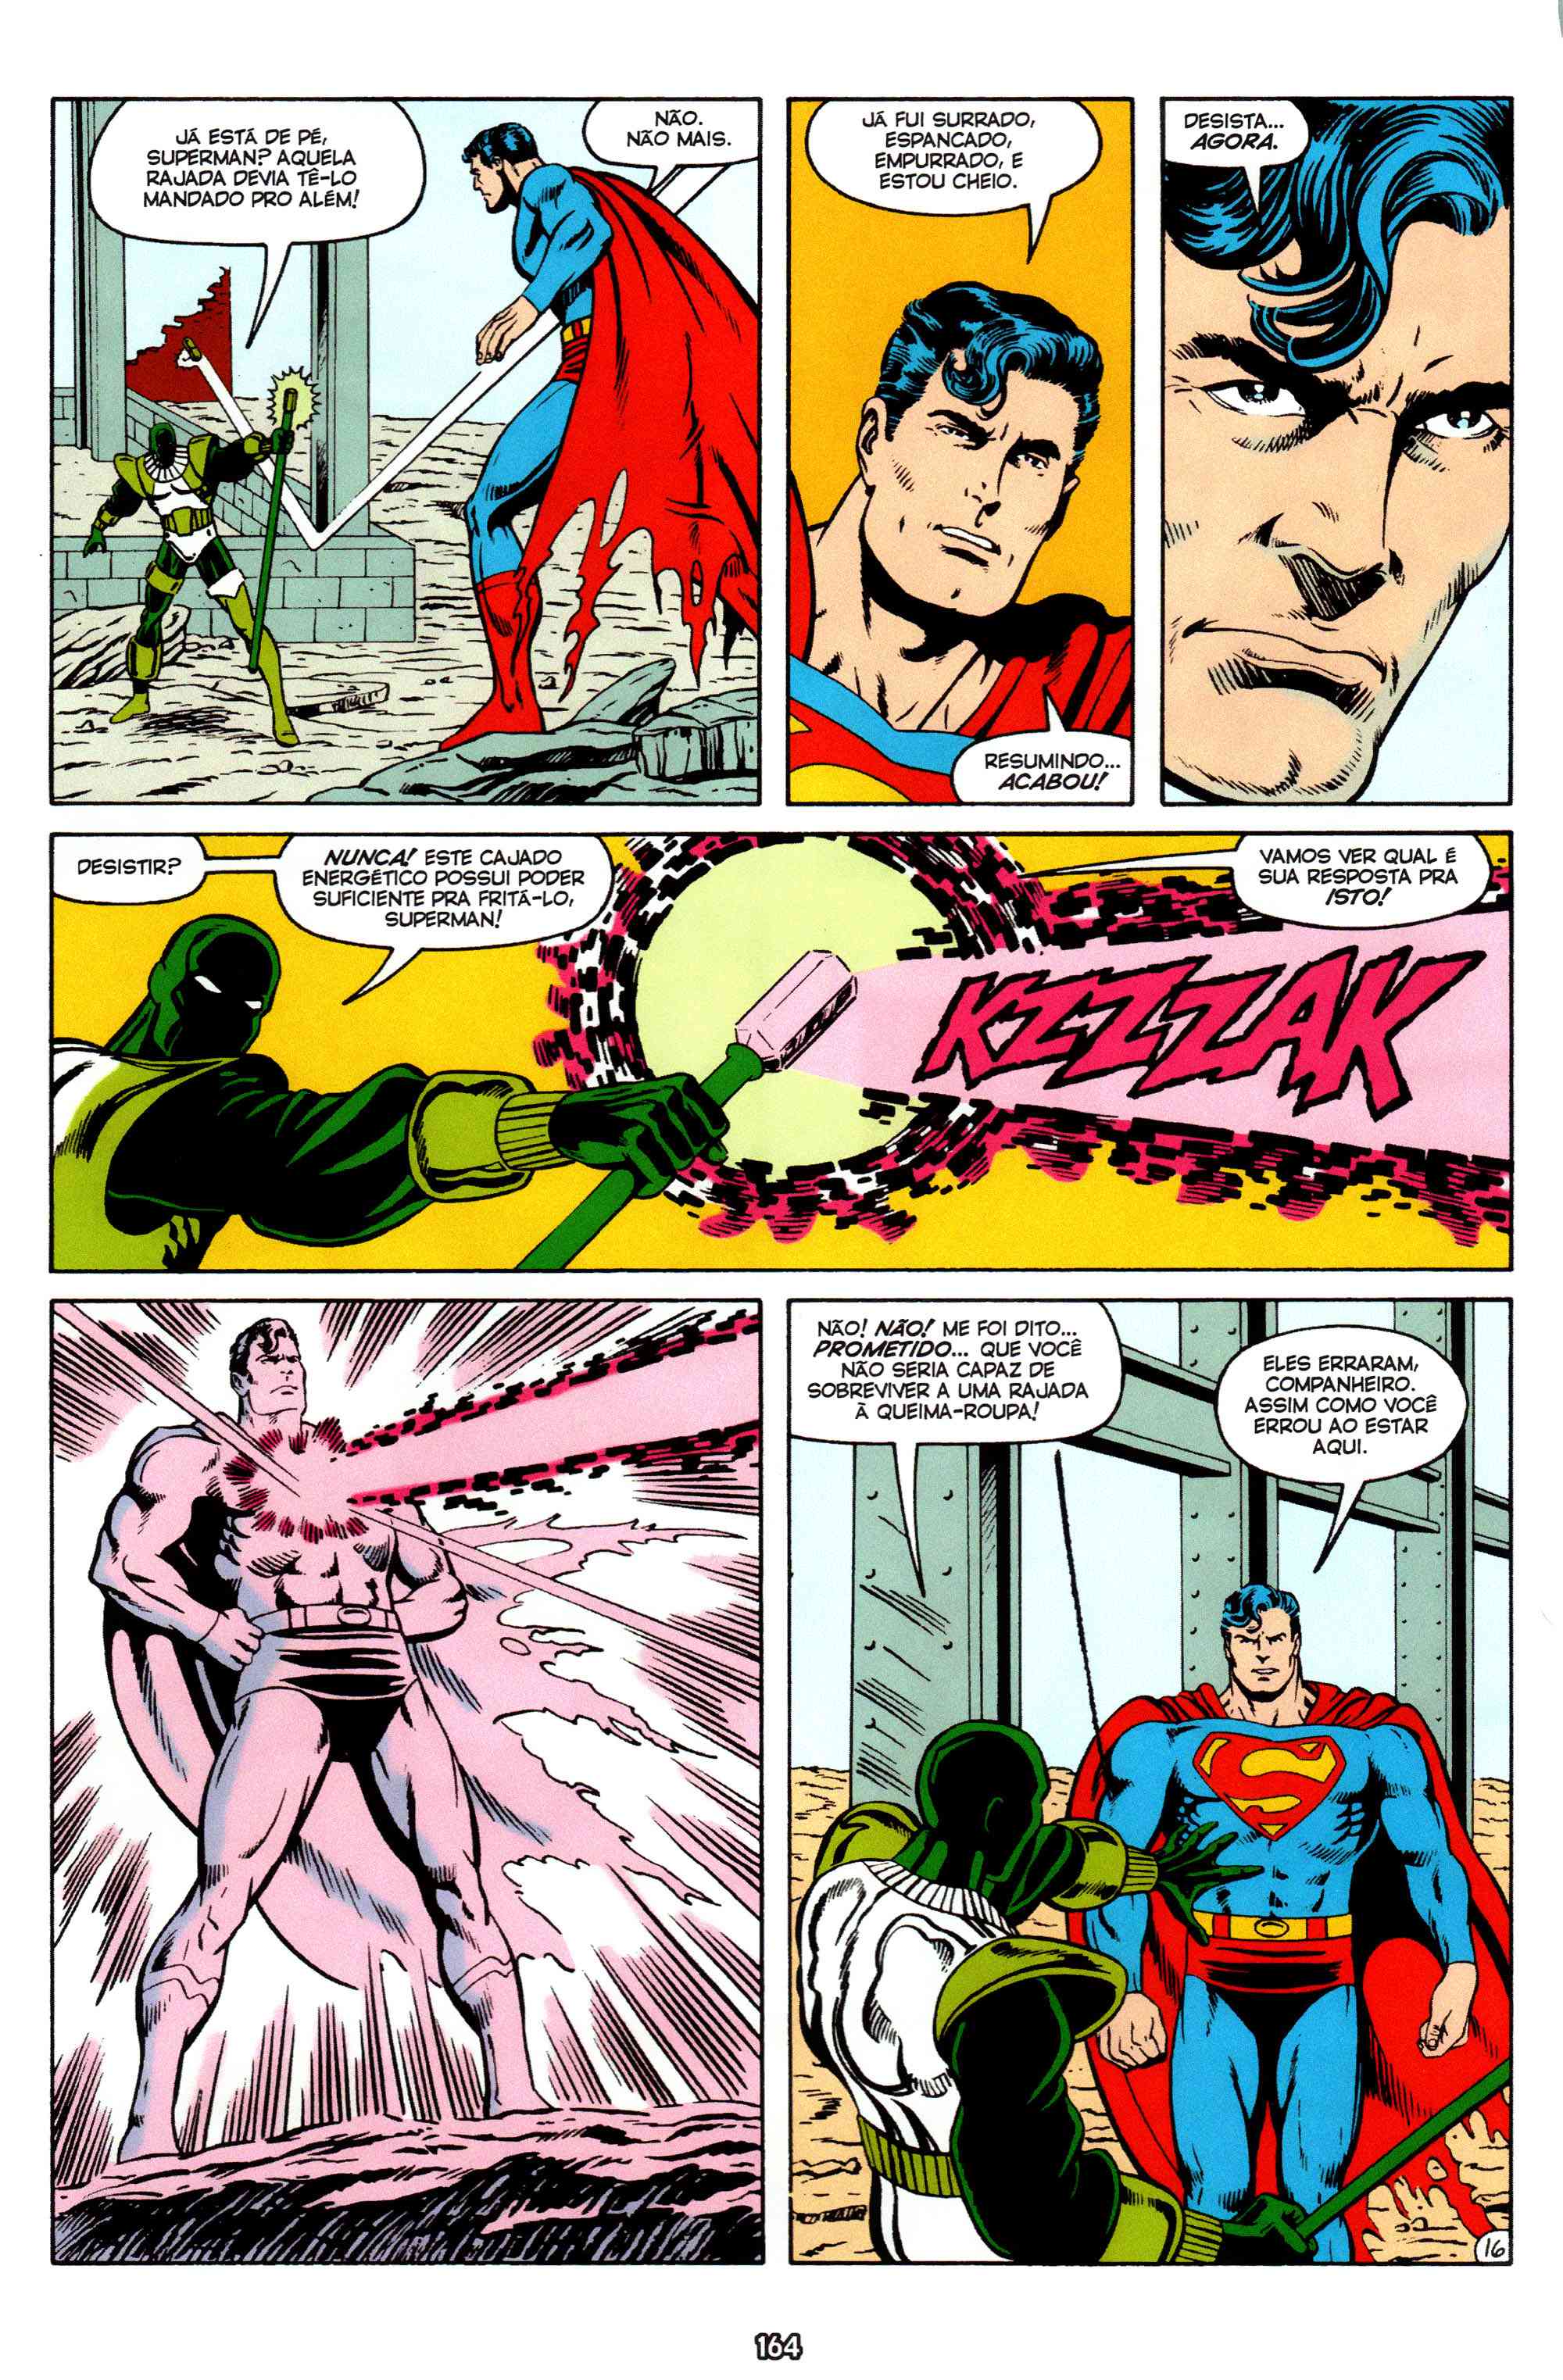 JÁ ESTÁ DE PÉ,
SUPERMAN? AQUELA
RAJADA DEVIA TÊ-LO
MANDADO PRO ALÉM!
NÃO.
NÃO MAIS.
JÁ FUI SURRADO,
ESPANCADO,
EMPURRADO, E
ESTOU CHEIO.
RESUMINDO...
ACABOU!
DESISTA...
AGORA.
DESISTIR?
NUNCA! ESTE CAJADO
ENERGÉTICO POSSUI PODER
SUFICIENTE PRA FRITÁ-LO,
SUPERMAN!
VAMOS VER QUAL É
SUA RESPOSTA PRA
ISTO!
KZZZAK
NÃO! NÃO! ME FOI DITO...
PROMETIDO... QUE VOCÊ
NÃO SERIA CAPAZ DE
SOBREVIVER A UMA RAJADA
À QUEIMA-ROUPA!
ELES ERRARAM,
COMPANHEIRO.
ASSIM COMO VOCÊ
ERROU AO ESTAR
AQUI.
S
16
164